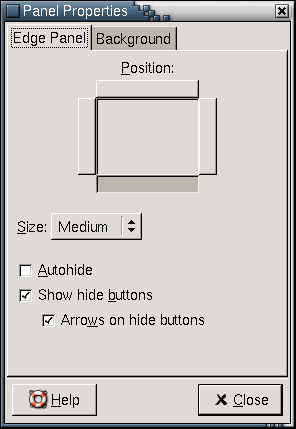 Panel Properties
Edge Panel Background
Position:
Size: Medium
Autohide
Show hide buttons
Arrows on hide buttons
Help Close